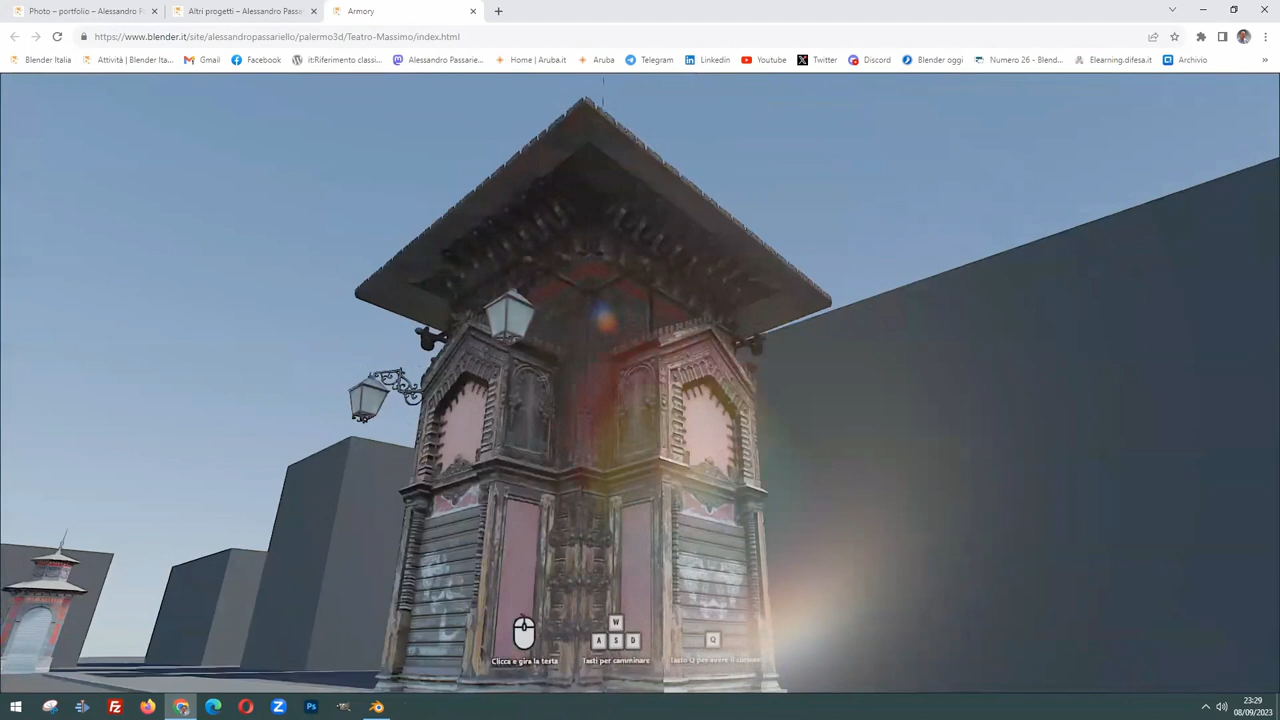 Photo – portfolio – Alessandro P
Altri progetti – Alessandro Passa
Armory
https://www.blender.it/site/alessandropassariello/palermo3d/Teatro-Massimo/index.html
Blender Italia
Attività | Blender Ita...
Gmail
Facebook
it:Riferimento classi...
Alessandro Passarie...
Home | Aruba.it
Aruba
Telegram
Linkedin
Youtube
Twitter
Discord
Blender oggi
Numero 26 - Blend...
Elearning.difesa.it
Archivio
W
A S D
Q
Clicca e gira la testa
Tasti per camminare
Tasto Q per avere il cursore
23:29
08/09/2023